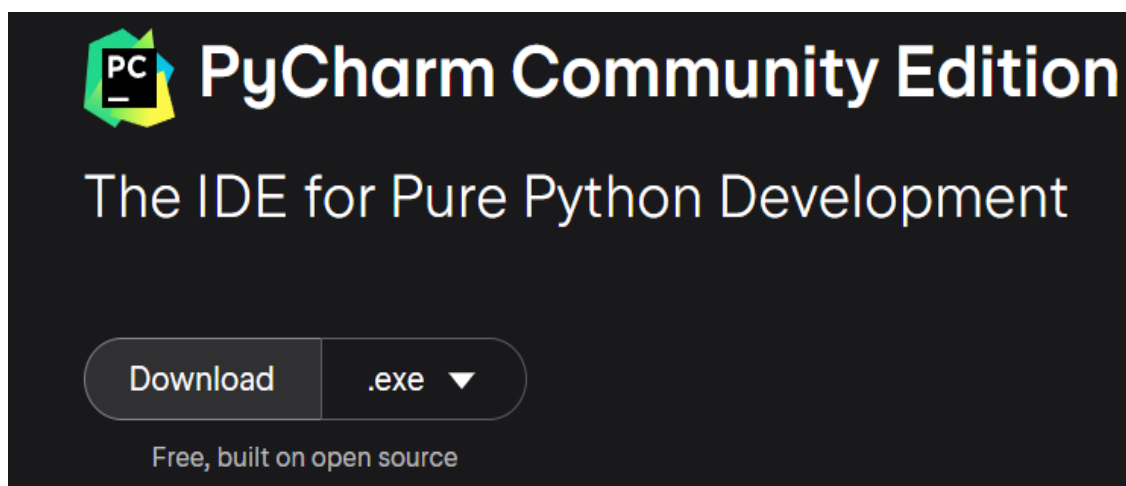 PC
PyCharm Community Edition
The IDE for Pure Python Development
Download .exe
Free, built on open source